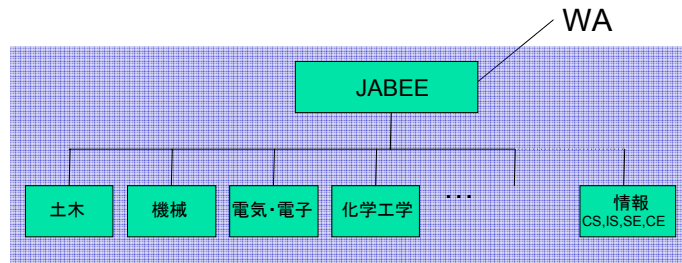 WA
JABEE
土木
機械
電気・電子
化学工学
･･･
情報
CS,IS,SE,CE